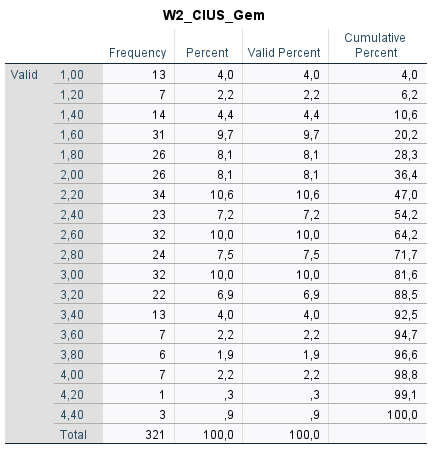 W2_CIUS_Gem
Frequency Percent Valid Percent Cumulative Percent
Valid 1,00 13 4,0 4,0 4,0
1,20 7 2,2 2,2 6,2
1,40 14 4,4 4,4 10,6
1,60 31 9,7 9,7 20,2
1,80 26 8,1 8,1 28,3
2,00 26 8,1 8,1 36,4
2,20 34 10,6 10,6 47,0
2,40 23 7,2 7,2 54,2
2,60 32 10,0 10,0 64,2
2,80 24 7,5 7,5 71,7
3,00 32 10,0 10,0 81,6
3,20 22 6,9 6,9 88,5
3,40 13 4,0 4,0 92,5
3,60 7 2,2 2,2 94,7
3,80 6 1,9 1,9 96,6
4,00 7 2,2 2,2 98,8
4,20 1 ,3 ,3 99,1
4,40 3 ,9 ,9 100,0
Total 321 100,0 100,0